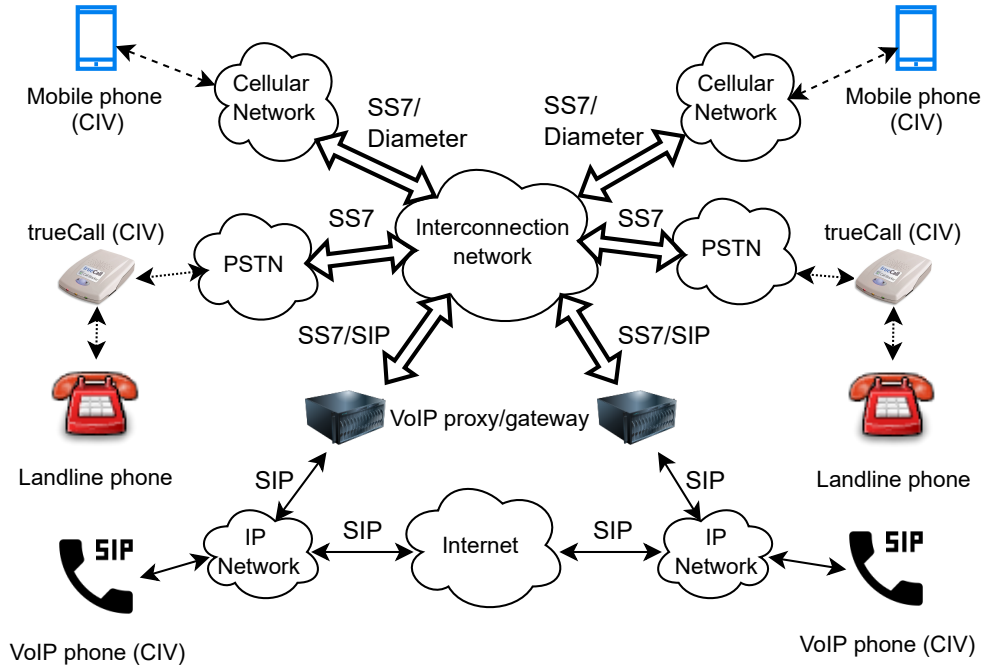 Mobile phone
(CIV)
Cellular
Network
SS7/
Diameter
SS7/
Diameter
Cellular
Network
Mobile phone
(CIV)
trueCall (CIV)
trueCall
PSTN
SS7
Interconnection
network
SS7
PSTN
trueCall (CIV)
trueCall
SS7/SIP
SS7/SIP
VoIP proxy/gateway
Landline phone
Landline phone
SIP
SIP
SIP
IP
Network
SIP
Internet
SIP
IP
Network
SIP
VoIP phone (CIV)
VoIP phone (CIV)